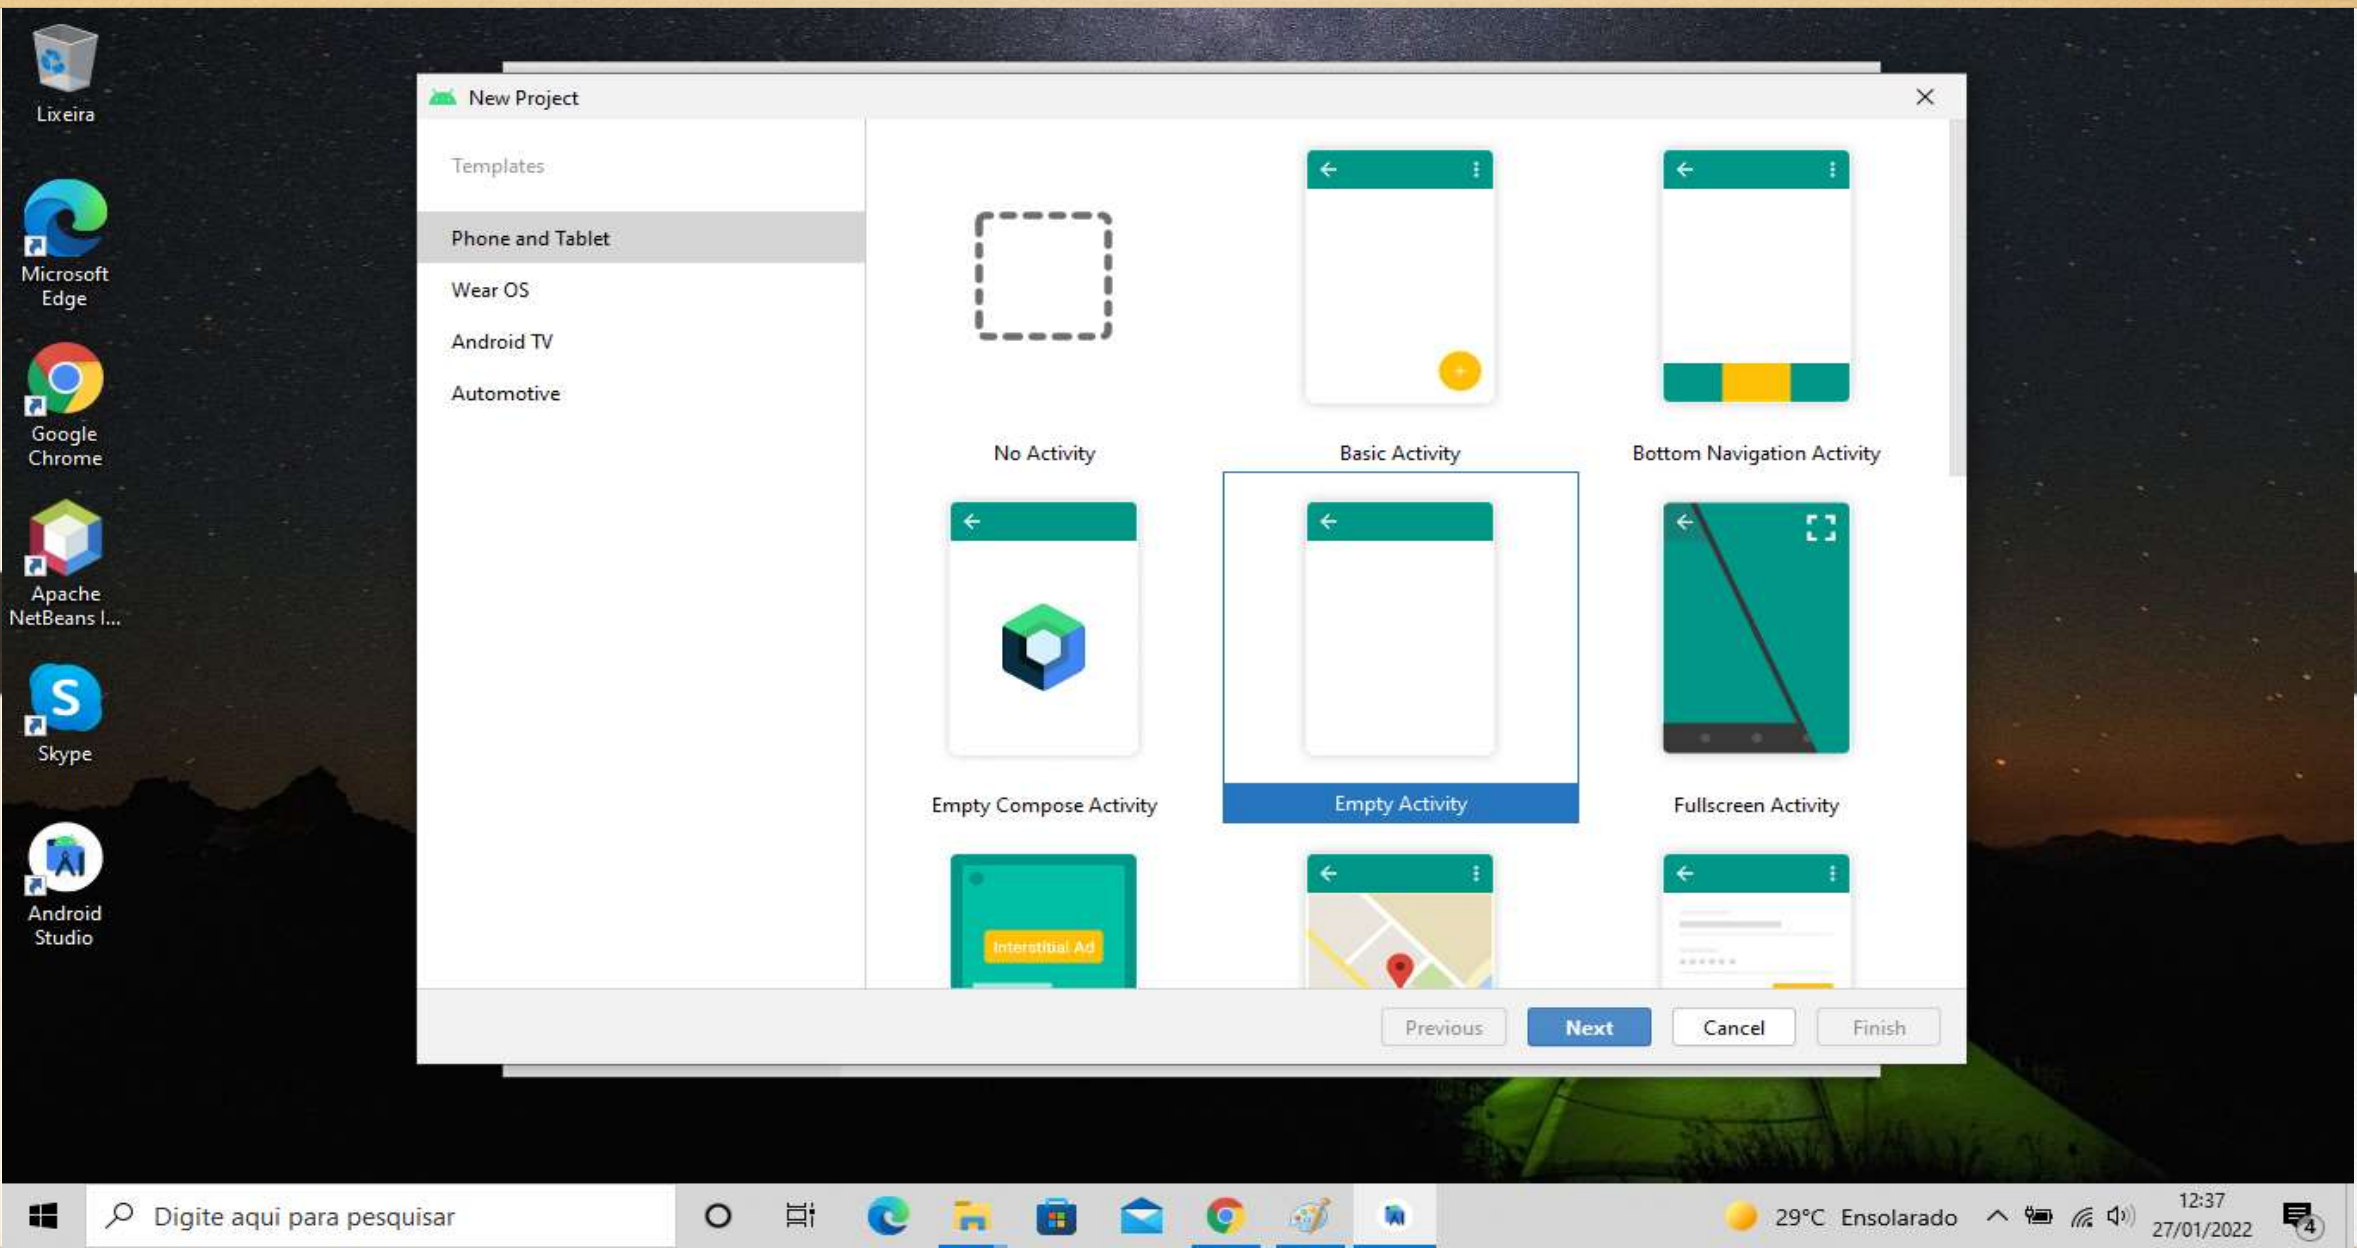 Lixeira
Microsoft
Edge
Google
Chrome
Apache
NetBeans I...
Skype
Android
Studio
New Project
Templates
Phone and Tablet
Wear OS
Android TV
Automotive
No Activity
Basic Activity
Bottom Navigation Activity
Empty Compose Activity
Empty Activity
Fullscreen Activity
Interstitial Ad
Previous
Next
Cancel
Finish
Digite aqui para pesquisar
29°C Ensolarado
12:37
27/01/2022
4